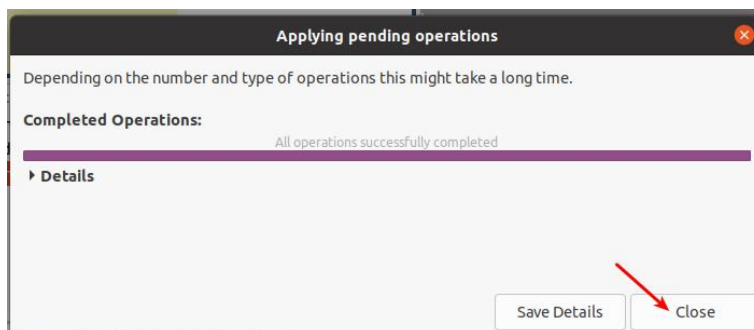 Applying pending operations
Depending on the number and type of operations this might take a long time.
Completed Operations:
All operations successfully completed
Details
Save Details
Close